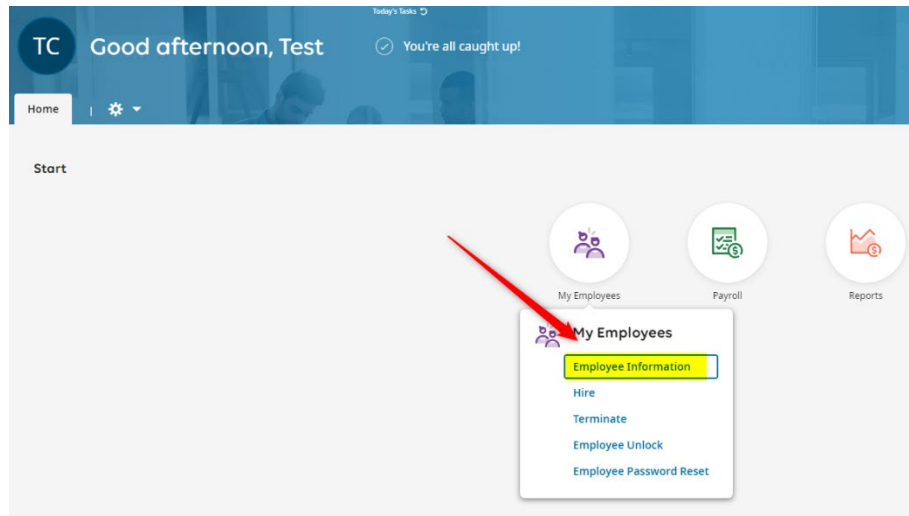 Today's Tasks
TC
Good afternoon, Test
You're all caught up!
Home
Start
My Employees
Payroll
Reports
My Employees
Employee Information
Hire
Terminate
Employee Unlock
Employee Password Reset